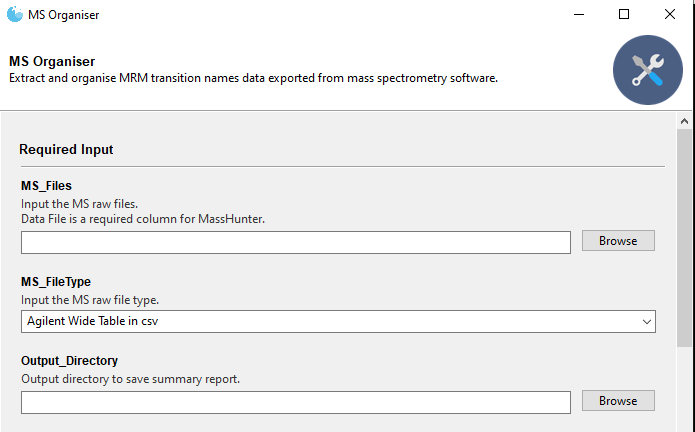 MS Organiser
MS Organiser
Extract and organise MRM transition names data exported from mass spectrometry software.
Required Input
MS_Files
Input the MS raw files.
Data File is a required column for MassHunter.
Browse
MS_FileType
Input the MS raw file type.
Agilent Wide Table in csv
Output_Directory
Output directory to save summary report.
Browse